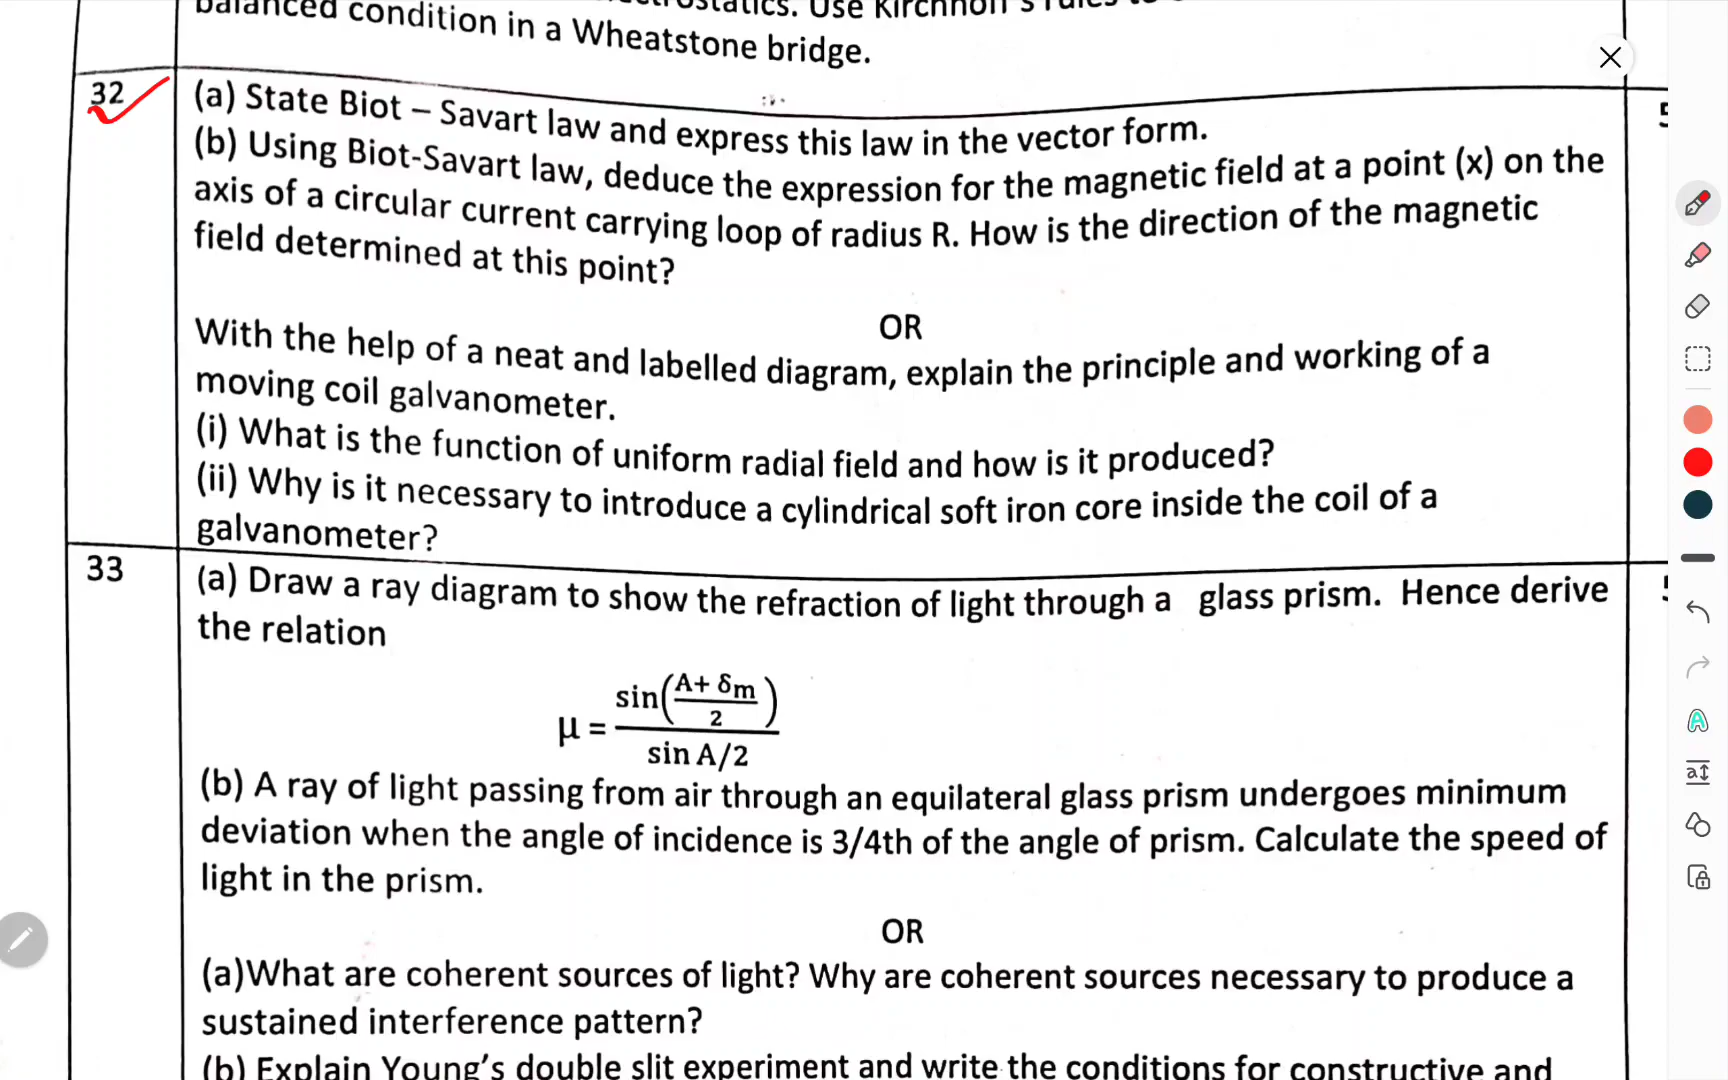 balanced condition in a Wheatstone bridge.
32
(a) State Biot – Savart law and express this law in the vector form.
(b) Using Biot-Savart law, deduce the expression for the magnetic field at a point (x) on the
axis of a circular current carrying loop of radius R. How is the direction of the magnetic
field determined at this point?
OR
With the help of a neat and labelled diagram, explain the principle and working of a
moving coil galvanometer.
(i) What is the function of uniform radial field and how is it produced?
(ii) Why is it necessary to introduce a cylindrical soft iron core inside the coil of a
galvanometer?
33
(a) Draw a ray diagram to show the refraction of light through a glass prism. Hence derive
the relation
μ = sin((A+ δm)/2) / sin A/2
(b) A ray of light passing from air through an equilateral glass prism undergoes minimum
deviation when the angle of incidence is 3/4th of the angle of prism. Calculate the speed of
light in the prism.
OR
(a)What are coherent sources of light? Why are coherent sources necessary to produce a
sustained interference pattern?
(b) Explain Young's double slit experiment and write the conditions for constructive and